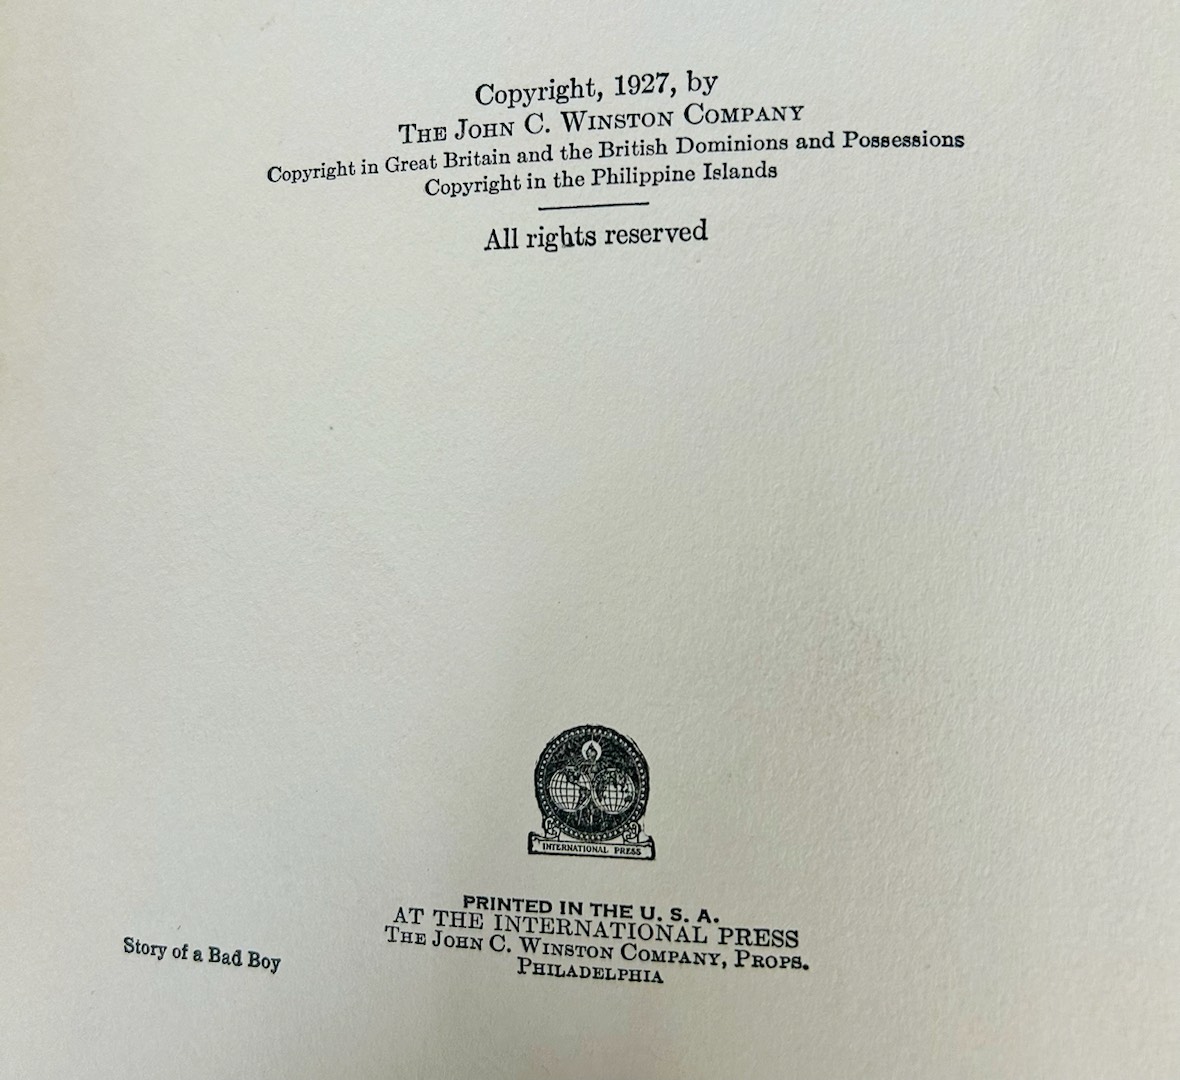 Copyright, 1927, by
THE JOHN C. WINSTON COMPANY
Copyright in Great Britain and the British Dominions and Possessions
Copyright in the Philippine Islands
All rights reserved
INTERNATIONAL PRESS
PRINTED IN THE U. S. A.
AT THE INTERNATIONAL PRESS
THE JOHN C. WINSTON COMPANY, PROPS.
PHILADELPHIA
Story of a Bad Boy